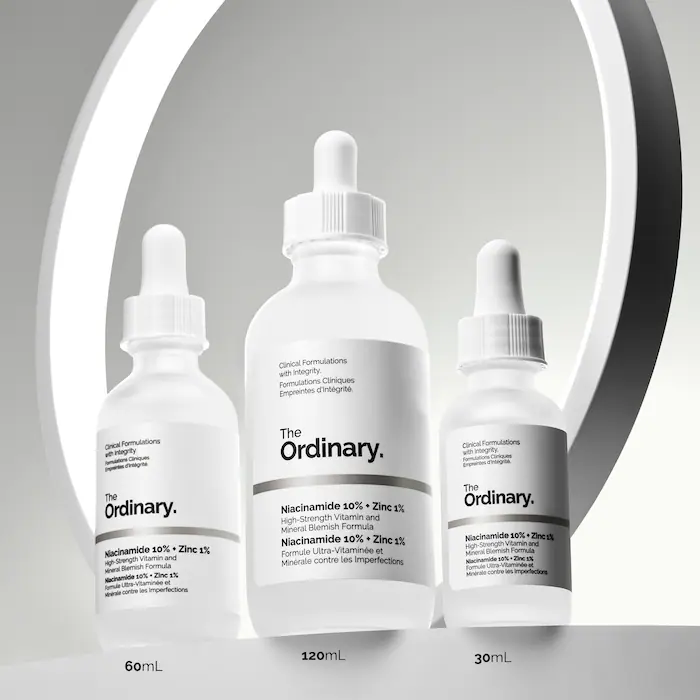 Clinical Formulations
with Integrity.
Formulations Cliniques
Empreintes d'Intégrité.
The
Ordinary.
Niacinamide 10% + Zinc 1%
High-Strength Vitamin and
Mineral Blemish Formula
Niacinamide 10% + Zinc 1%
Formule Ultra-Vitaminée et
Minérale contre les Imperfections
60mL
Clinical Formulations
with Integrity.
Formulations Cliniques
Empreintes d'Intégrité.
The
Ordinary.
Niacinamide 10% + Zinc 1%
High-Strength Vitamin and
Mineral Blemish Formula
Niacinamide 10% + Zinc 1%
Formule Ultra-Vitaminée et
Minérale contre les Imperfections
120mL
Clinical Formulations
with Integrity.
Formulations Cliniques
Empreintes d'Intégrité.
The
Ordinary.
Niacinamide 10% + Zinc 1%
High-Strength Vitamin and
Mineral Blemish Formula
Niacinamide 10% + Zinc 1%
Formule Ultra-Vitaminée et
Minérale contre les Imperfections
30mL